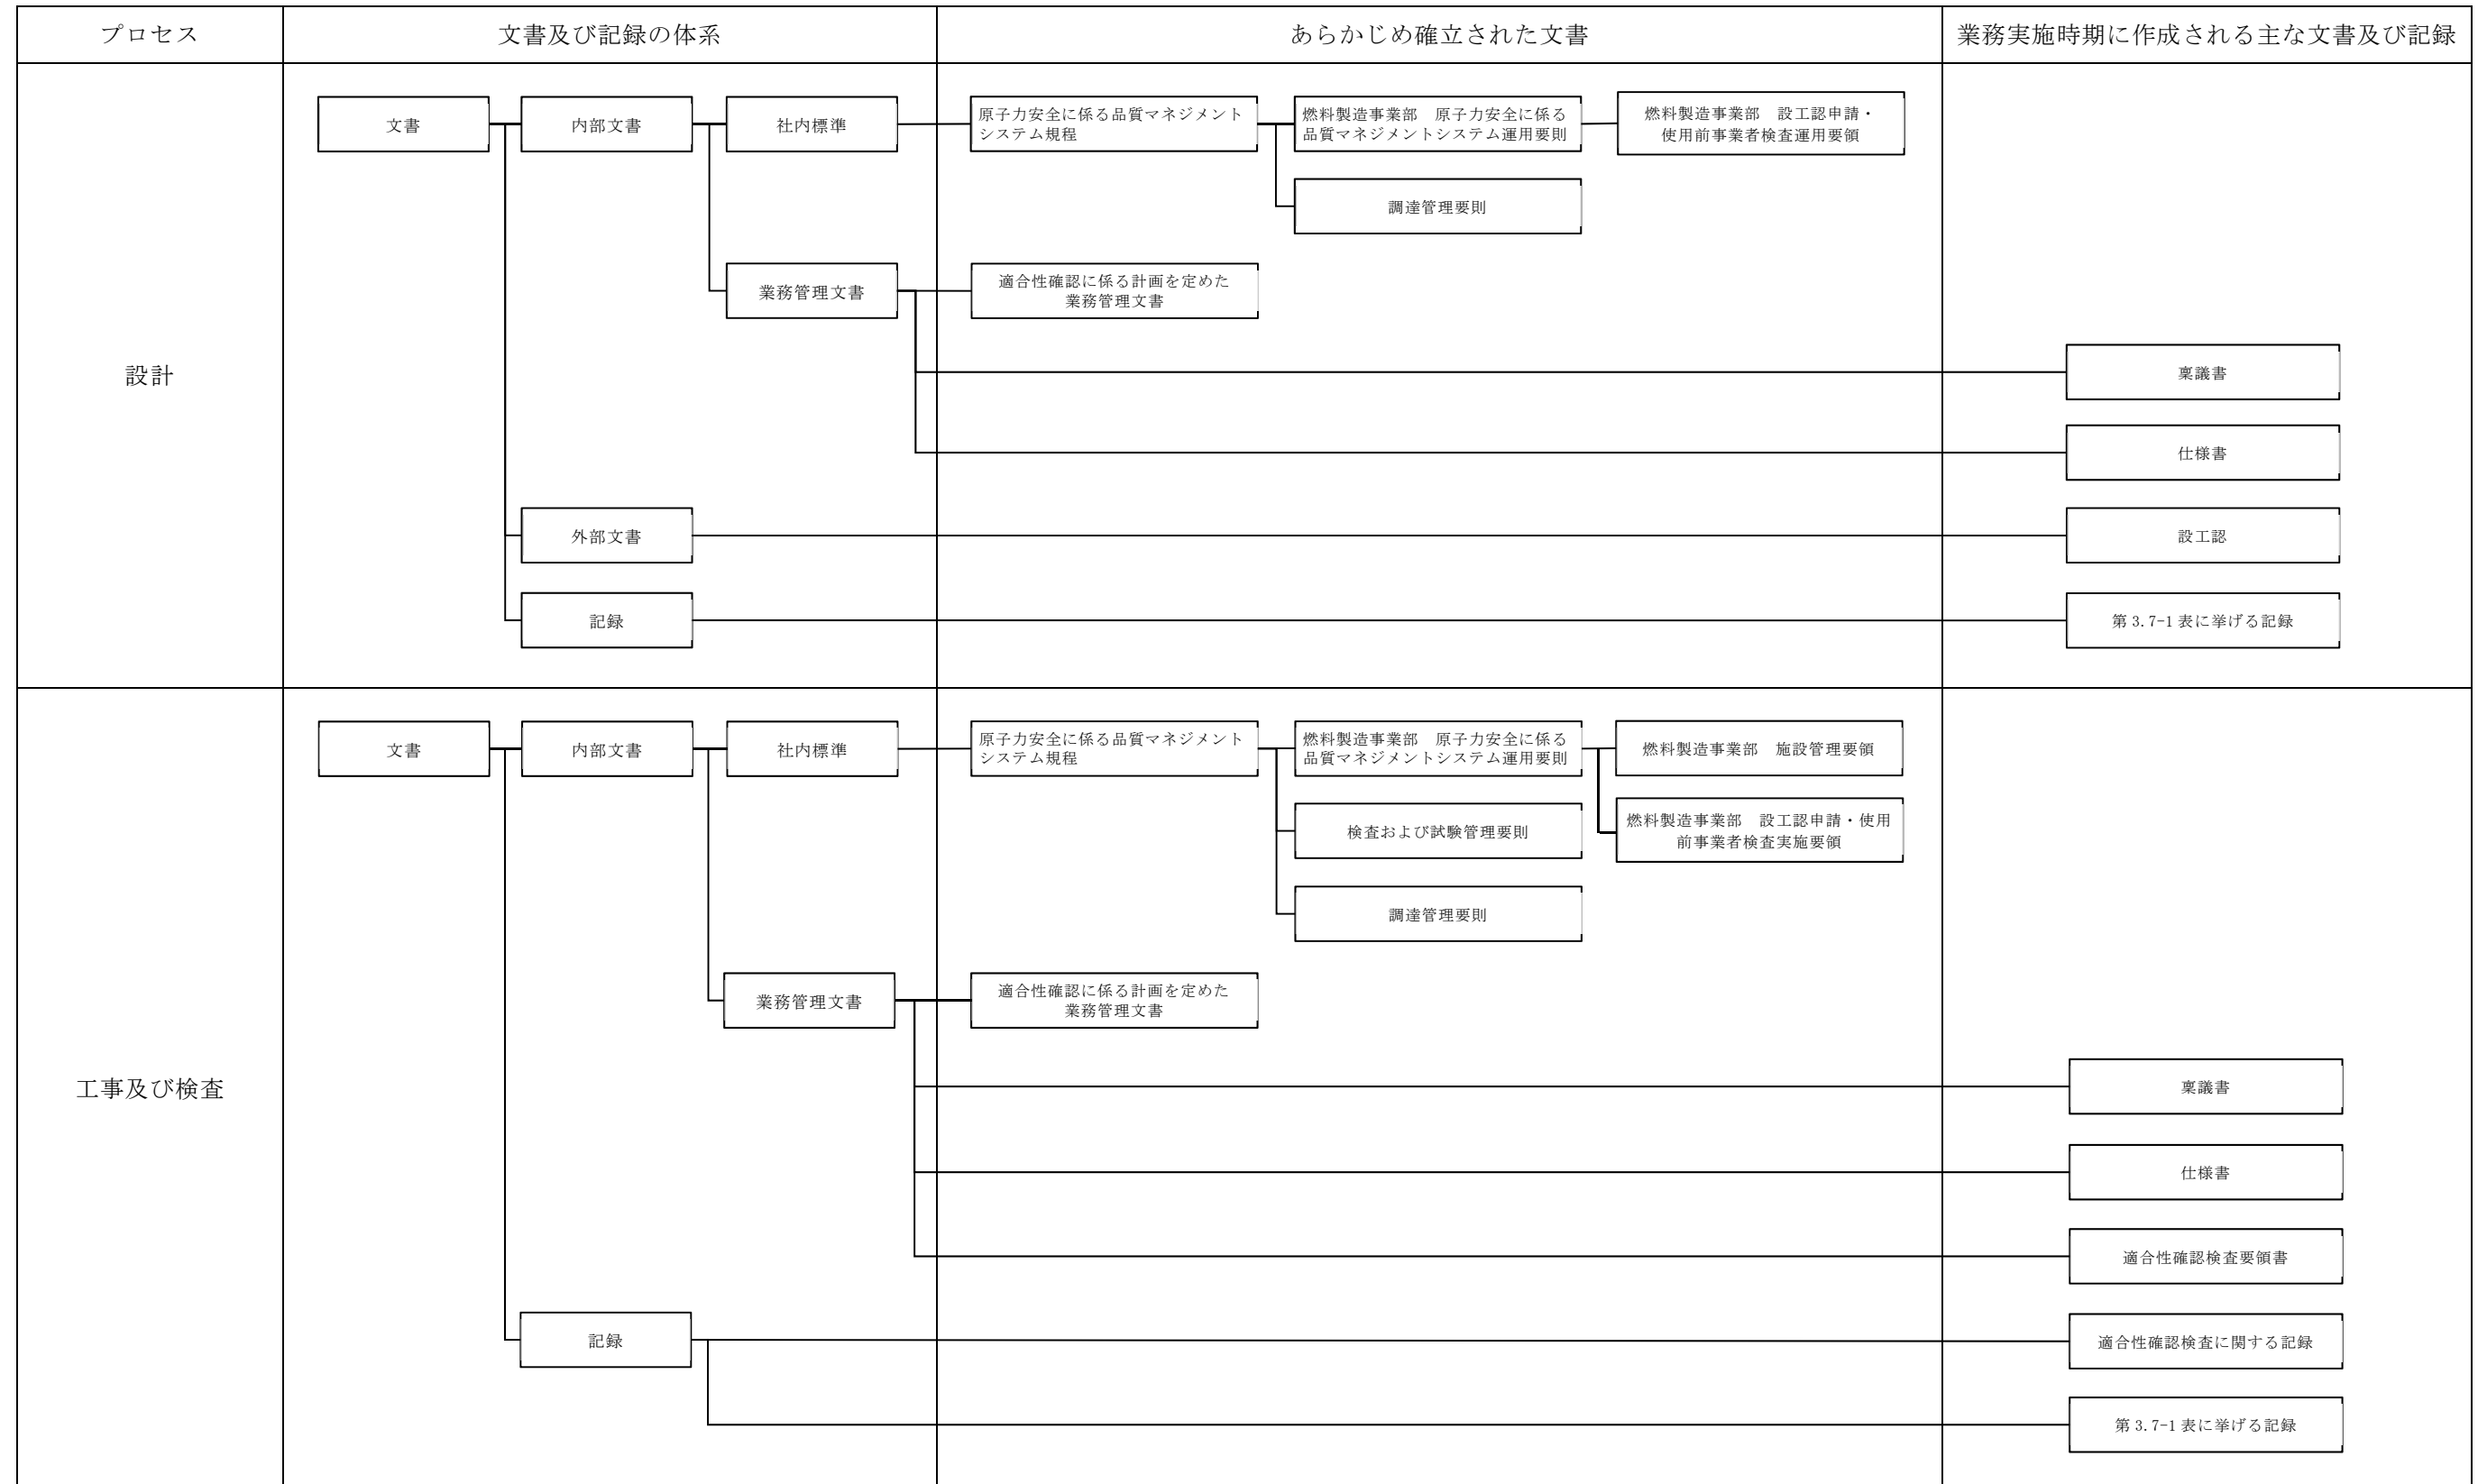 プロセス
文書及び記録の体系
あらかじめ確立された文書
業務実施時期に作成される主な文書及び記録
設計
文書
内部文書
社内標準
原子力安全に係る品質マネジメント
システム規程
燃料製造事業部　原子力安全に係る
品質マネジメントシステム運用要則
燃料製造事業部　設工認申請・
使用前事業者検査運用要領
調達管理要則
業務管理文書
適合性確認に係る計画を定めた
業務管理文書
稟議書
仕様書
外部文書
設工認
記録
第 3.7-1 表に挙げる記録
工事及び検査
文書
内部文書
社内標準
原子力安全に係る品質マネジメント
システム規程
燃料製造事業部　原子力安全に係る
品質マネジメントシステム運用要則
燃料製造事業部　施設管理要領
検査および試験管理要則
燃料製造事業部　設工認申請・使用
前事業者検査実施要領
調達管理要則
業務管理文書
適合性確認に係る計画を定めた
業務管理文書
稟議書
仕様書
適合性確認検査要領書
記録
適合性確認検査に関する記録
第 3.7-1 表に挙げる記録